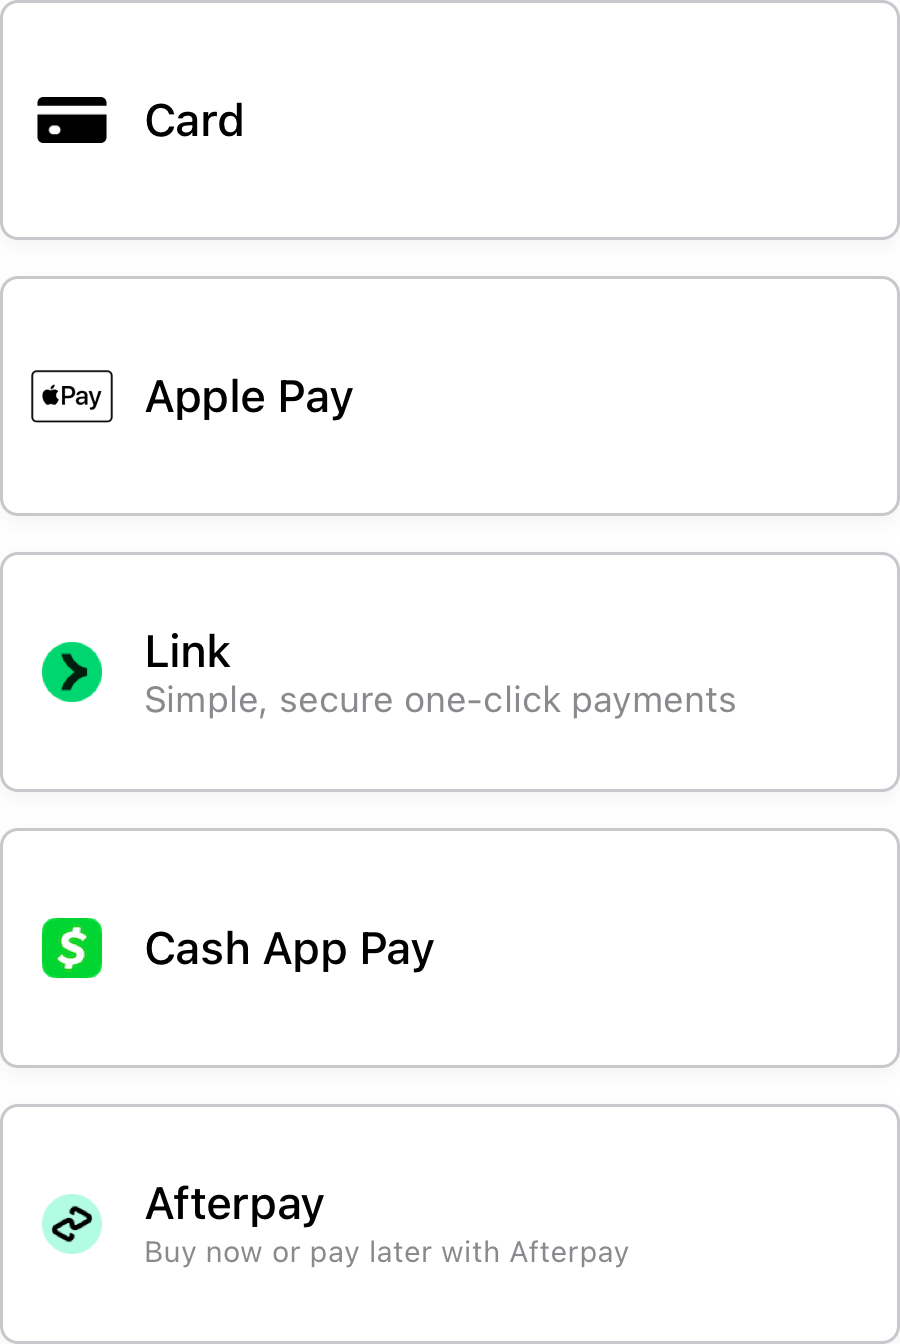 Card
Pay
Apple Pay
Link
Simple, secure one-click payments
$
Cash App Pay
Afterpay
Buy now or pay later with Afterpay